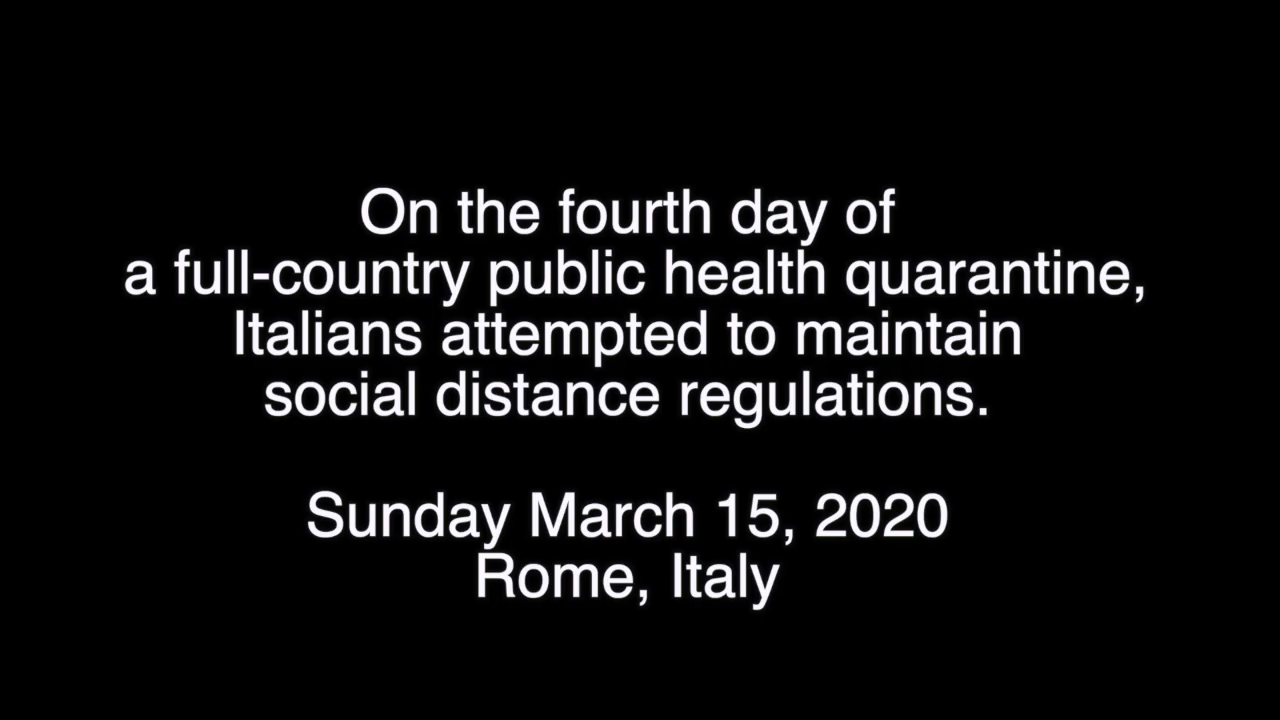 On the fourth day of
a full-country public health quarantine,
Italians attempted to maintain
social distance regulations.
Sunday March 15, 2020
Rome, Italy